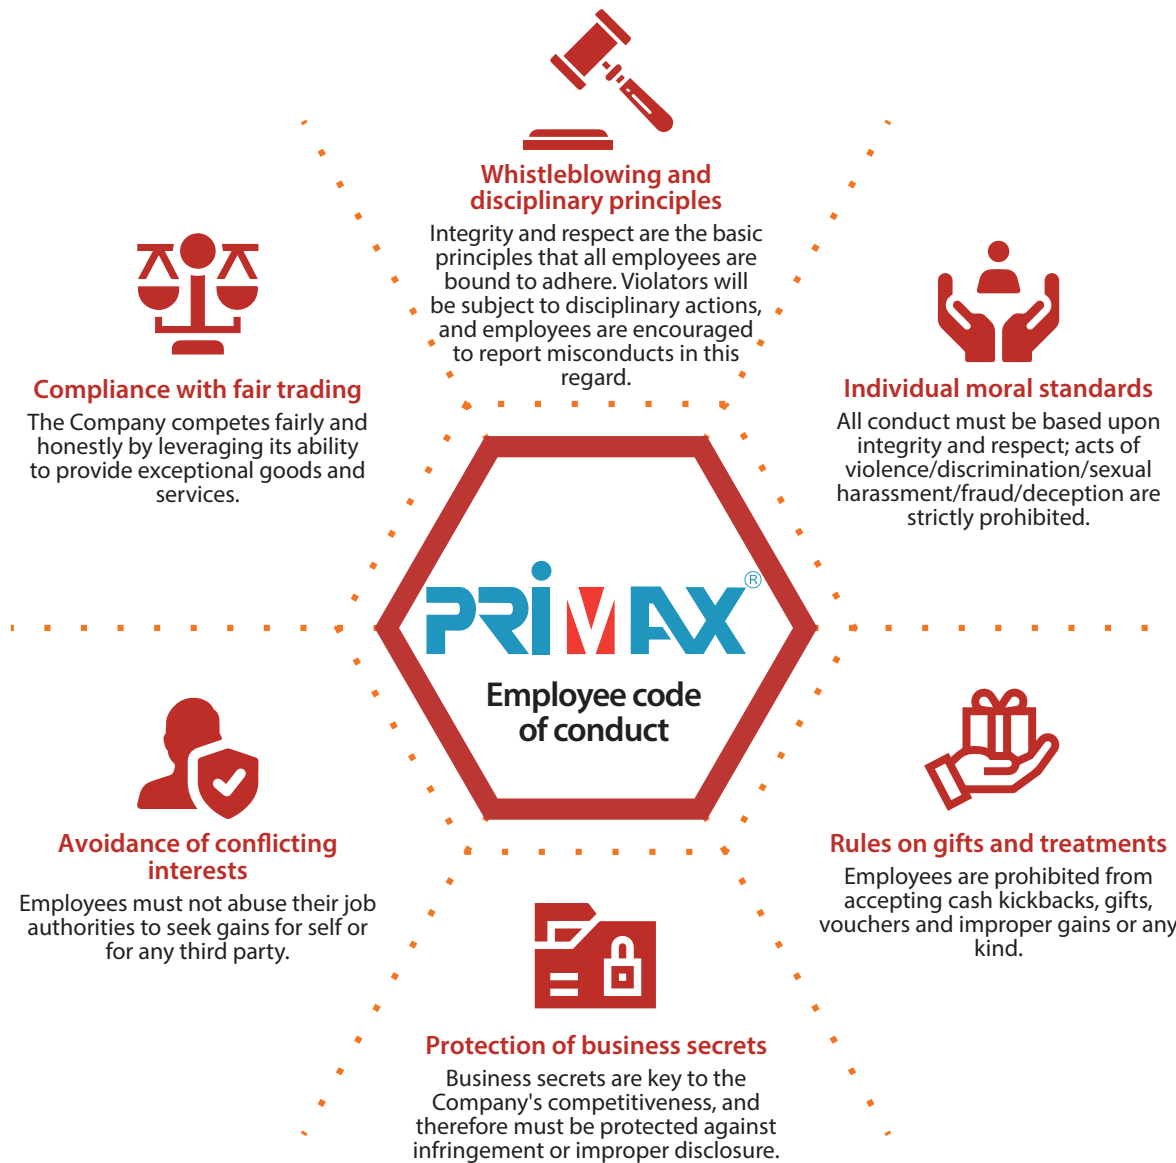 Whistleblowing and
disciplinary principles
Integrity and respect are the basic
principles that all employees are
bound to adhere. Violators will
be subject to disciplinary actions,
and employees are encouraged
to report misconducts in this
regard.
Compliance with fair trading
The Company competes fairly and
honestly by leveraging its ability
to provide exceptional goods and
services.
Individual moral standards
All conduct must be based upon
integrity and respect; acts of
violence/discrimination/sexual
harassment/fraud/deception are
strictly prohibited.
PRIMAX®
Employee code
of conduct
Avoidance of conflicting
interests
Employees must not abuse their job
authorities to seek gains for self or
for any third party.
Rules on gifts and treatments
Employees are prohibited from
accepting cash kickbacks, gifts,
vouchers and improper gains or any
kind.
Protection of business secrets
Business secrets are key to the
Company's competitiveness, and
therefore must be protected against
infringement or improper disclosure.